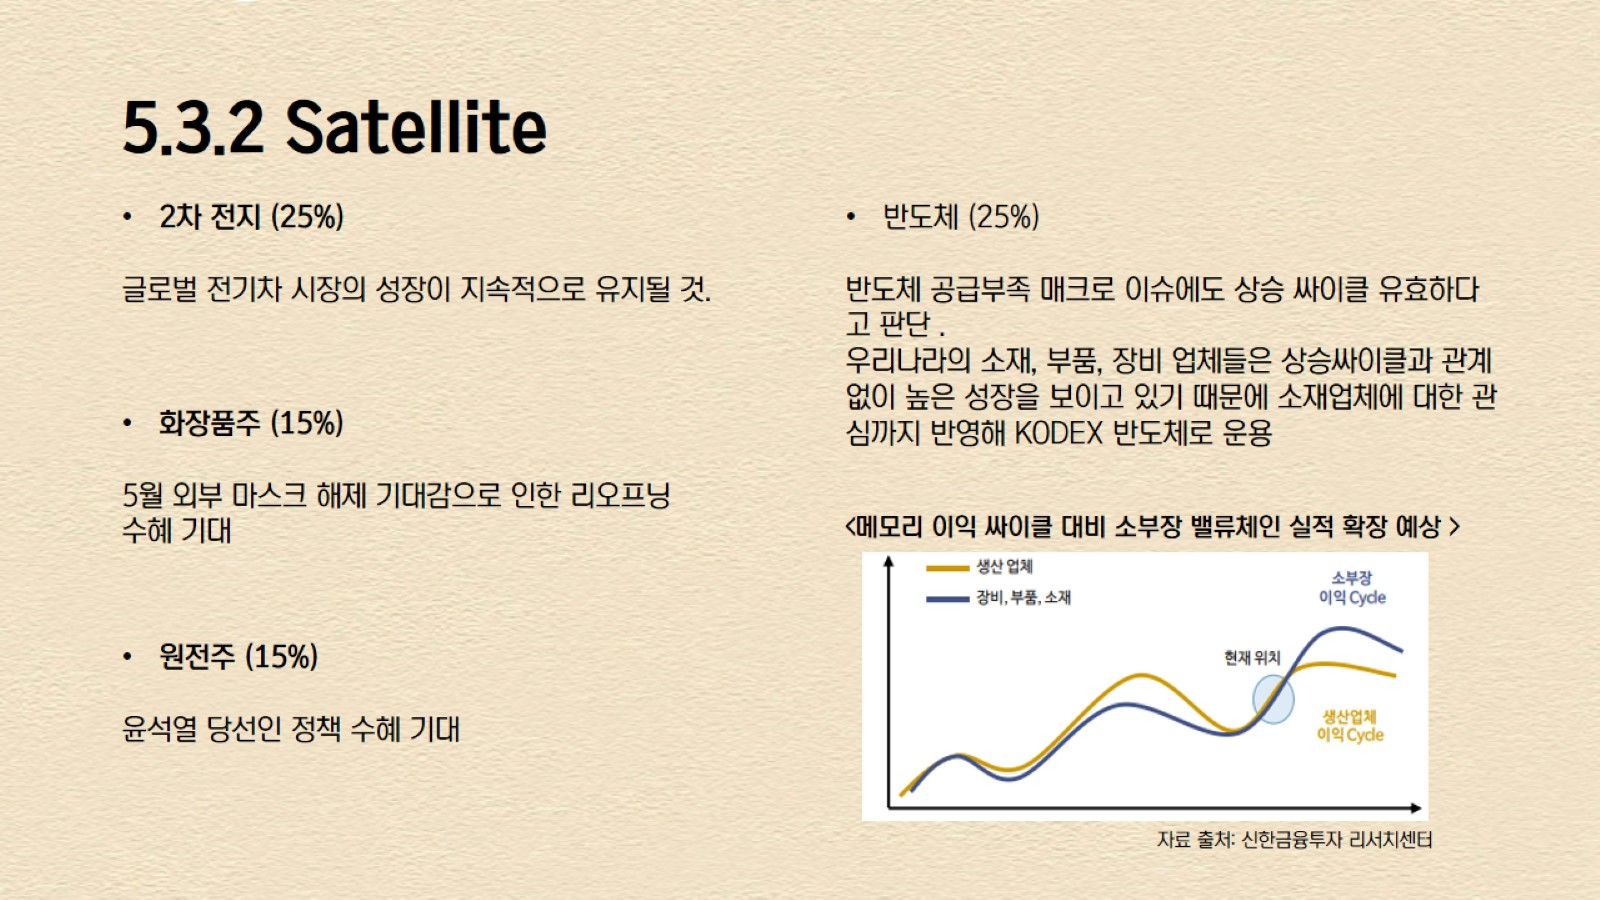 5.3.2 Satellite
• 2차 전지 (25%)
글로벌 전기차 시장의 성장이 지속적으로 유지될 것.
• 화장품주 (15%)
5월 외부 마스크 해제 기대감으로 인한 리오프닝
수혜 기대
• 원전주 (15%)
윤석열 당선인 정책 수혜 기대
• 반도체 (25%)
반도체 공급부족 매크로 이슈에도 상승 싸이클 유효하다
고 판단 .
우리나라의 소재, 부품, 장비 업체들은 상승싸이클과 관계
없이 높은 성장을 보이고 있기 때문에 소재업체에 대한 관
심까지 반영해 KODEX 반도체로 운용
<메모리 이익 싸이클 대비 소부장 밸류체인 실적 확장 예상 >
생산 업체
장비, 부품, 소재
소부장
이익 Cycle
현재 위치
생산업체
이익 Cycle
자료 출처: 신한금융투자 리서치센터